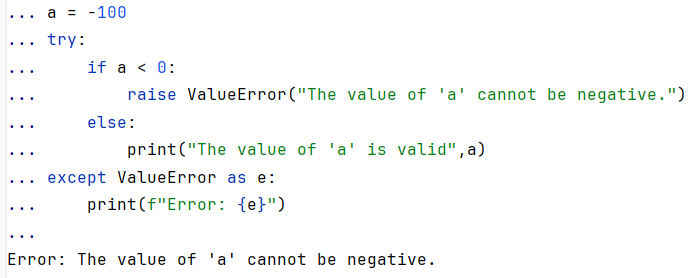 ... a = -100
... try:
...     if a < 0:
...         raise ValueError("The value of 'a' cannot be negative.")
...     else:
...         print("The value of 'a' is valid",a)
... except ValueError as e:
...     print(f"Error: {e}")
...
Error: The value of 'a' cannot be negative.